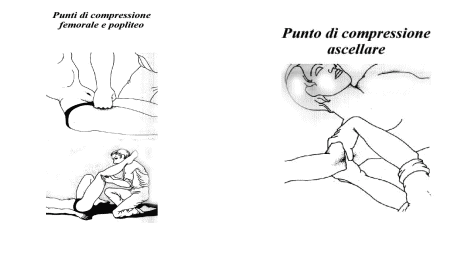 Punti di compressione
femorale e popliteo
Punto di compressione
ascellare